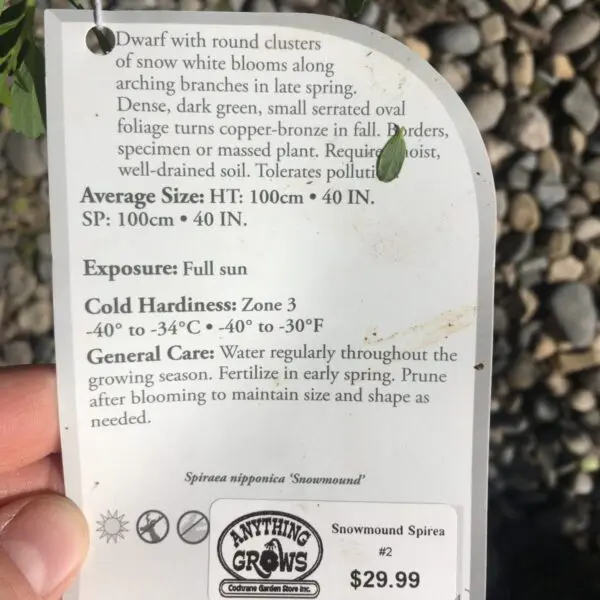 Dwarf with round clusters
of snow white blooms along
arching branches in late spring.
Dense, dark green, small serrated oval
foliage turns copper-bronze in fall. Borders,
specimen or massed plant. Requires moist,
well-drained soil. Tolerates polluti
Average Size: HT: 100cm • 40 IN.
SP: 100cm • 40 IN.
Exposure: Full sun
Cold Hardiness: Zone 3
-40° to -34°C • -40° to -30°F
General Care: Water regularly throughout the
growing season. Fertilize in early spring. Prune
after blooming to maintain size and shape as
needed.
Spiraea nipponica 'Snowmound'
ANYTHING
GROWS
Cochrane Garden Store Inc.
Snowmound Spirea
#2
$29.99